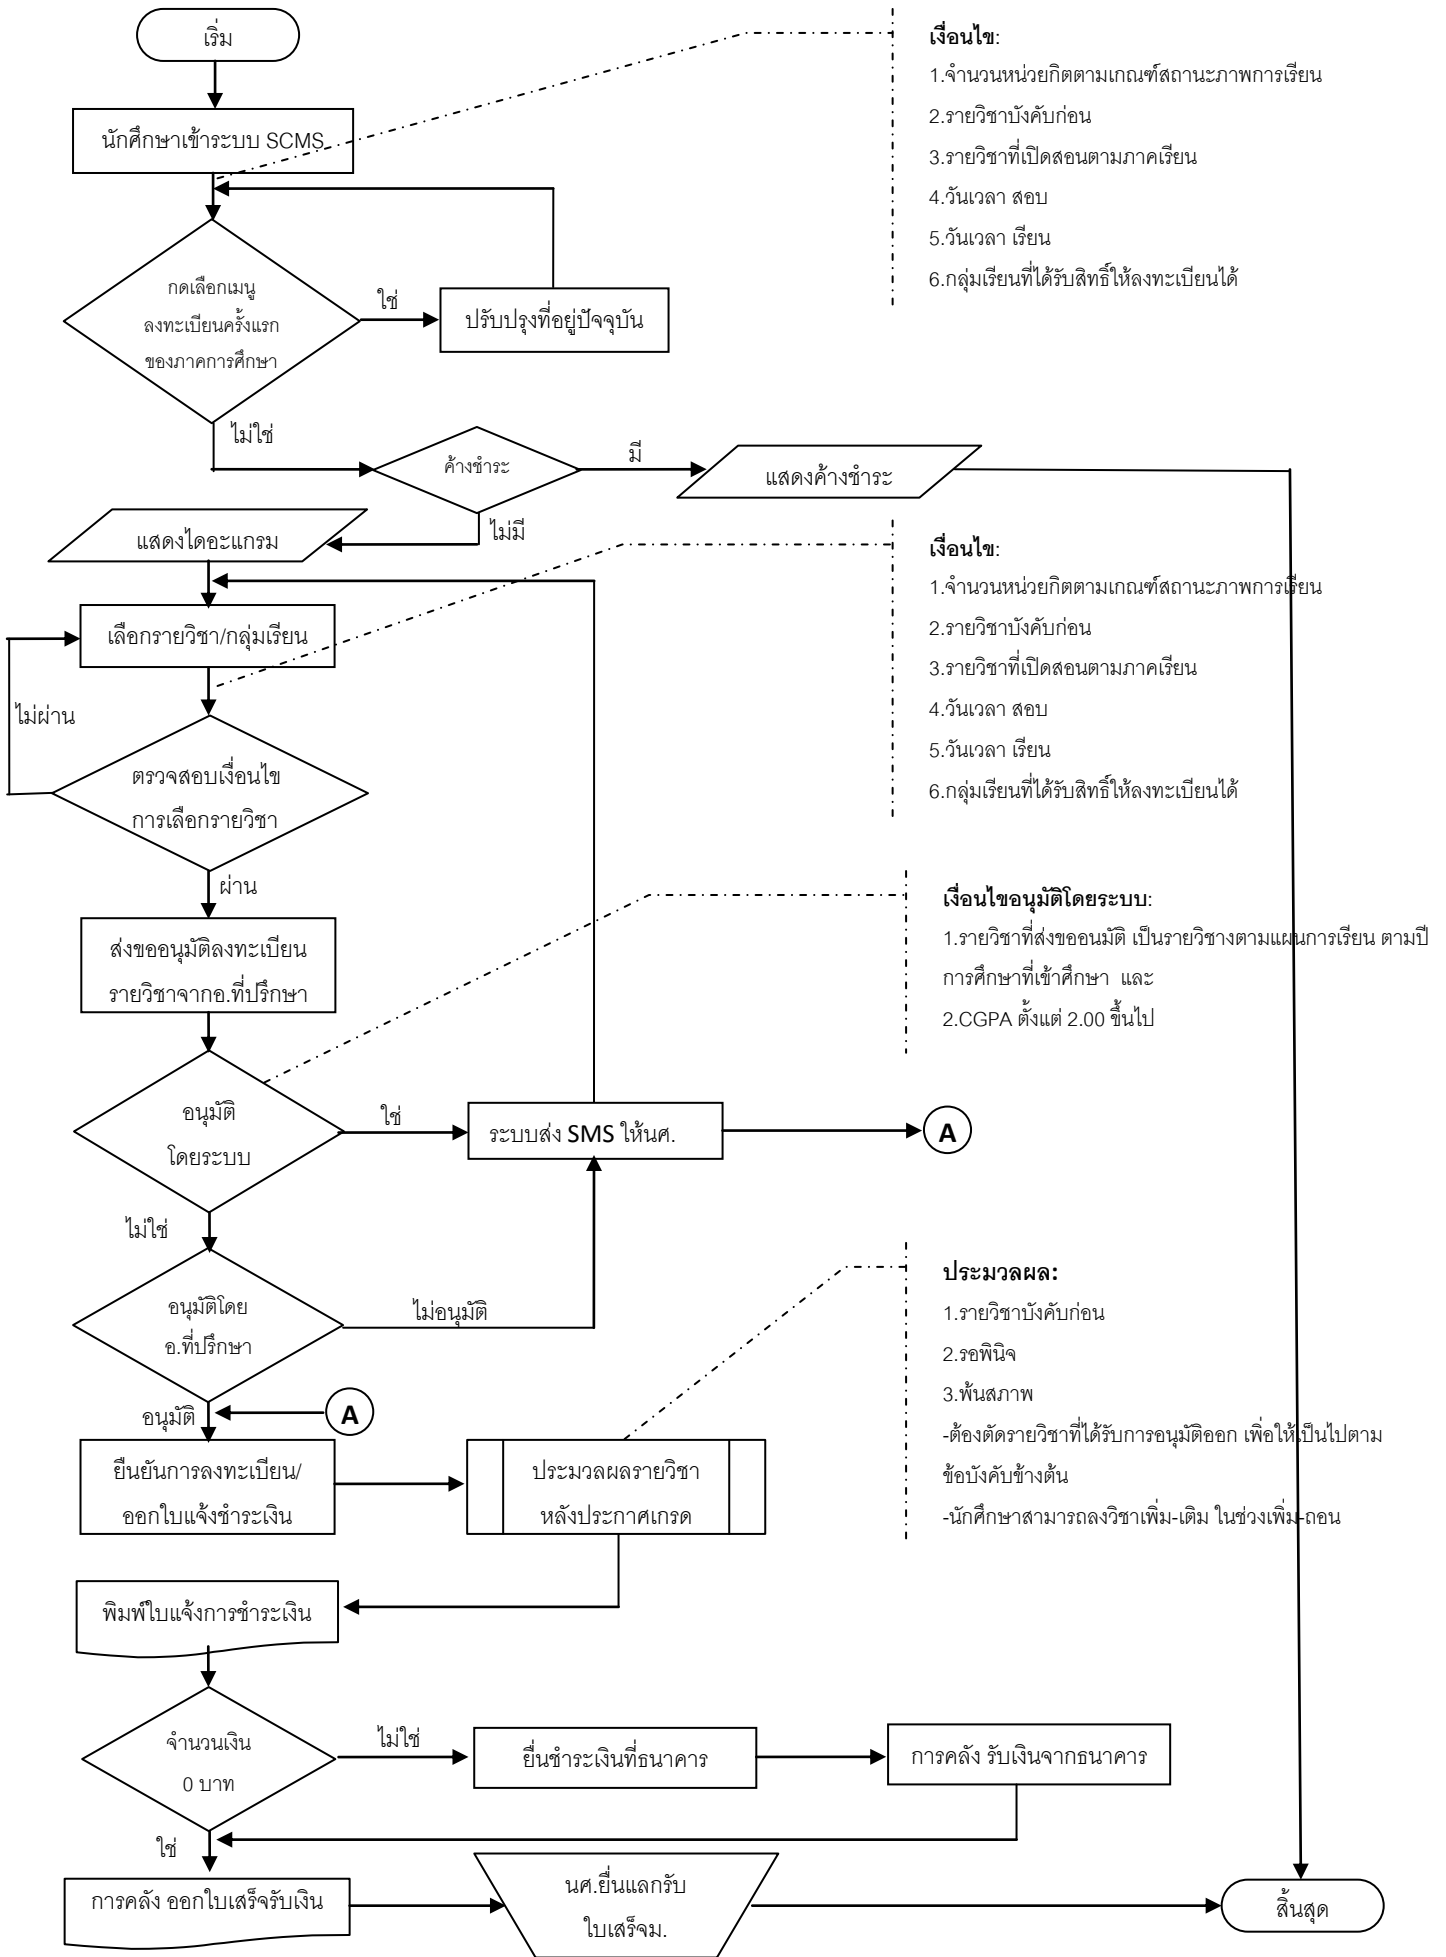 เริ่ม
นักศึกษาเข้าระบบ SCMS
เงื่อนไข:
1.จำนวนหน่วยกิตตามเกณฑ์สถานะภาพการเรียน
2.รายวิชาบังคับก่อน
3.รายวิชาที่เปิดสอนตามภาคเรียน
4.วันเวลา สอบ
5.วันเวลา เรียน
6.กลุ่มเรียนที่ได้รับสิทธิ์ให้ลงทะเบียนได้
กดเลือกเมนู
ลงทะเบียนครั้งแรก
ของภาคการศึกษา
ใช่
ปรับปรุงที่อยู่ปัจจุบัน
ไม่ใช่
ค้างชำระ
มี
แสดงค้างชำระ
ไม่มี
แสดงไดอะแกรม
เลือกรายวิชา/กลุ่มเรียน
เงื่อนไข:
1.จำนวนหน่วยกิตตามเกณฑ์สถานะภาพการเรียน
2.รายวิชาบังคับก่อน
3.รายวิชาที่เปิดสอนตามภาคเรียน
4.วันเวลา สอบ
5.วันเวลา เรียน
6.กลุ่มเรียนที่ได้รับสิทธิ์ให้ลงทะเบียนได้
ไม่ผ่าน
ตรวจสอบเงื่อนไข
การเลือกรายวิชา
ผ่าน
ส่งขออนุมัติลงทะเบียน
รายวิชาจากอ.ที่ปรึกษา
เงื่อนไขอนุมัติโดยระบบ:
1.รายวิชาที่ส่งขออนมัติ เป็นรายวิชางตามแผนการเรียน ตามปี
การศึกษาที่เข้าศึกษา และ
2.CGPA ตั้งแต่ 2.00 ขึ้นไป
อนุมัติ
โดยระบบ
ใช่
ระบบส่ง SMS ให้นศ.
A
ไม่ใช่
อนุมัติโดย
อ.ที่ปรึกษา
ไม่อนุมัติ
อนุมัติ
A
ประมวลผล:
1.รายวิชาบังคับก่อน
2.รอพินิจ
3.พ้นสภาพ
-ต้องตัดรายวิชาที่ได้รับการอนุมัติออก เพื่อให้เป็นไปตาม
ข้อบังคับข้างต้น
-นักศึกษาสามารถลงวิชาเพิ่ม-เติม ในช่วงเพิ่ม-ถอน
ยืนยันการลงทะเบียน/
ออกใบแจ้งชำระเงิน
ประมวลผลรายวิชา
หลังประกาศเกรด
พิมพ์ใบแจ้งการชำระเงิน
จำนวนเงิน
0 บาท
ไม่ใช่
ยื่นชำระเงินที่ธนาคาร
การคลัง รับเงินจากธนาคาร
ใช่
การคลัง ออกใบเสร็จรับเงิน
นศ.ยื่นแลกรับ
ใบเสร็จม.
สิ้นสุด